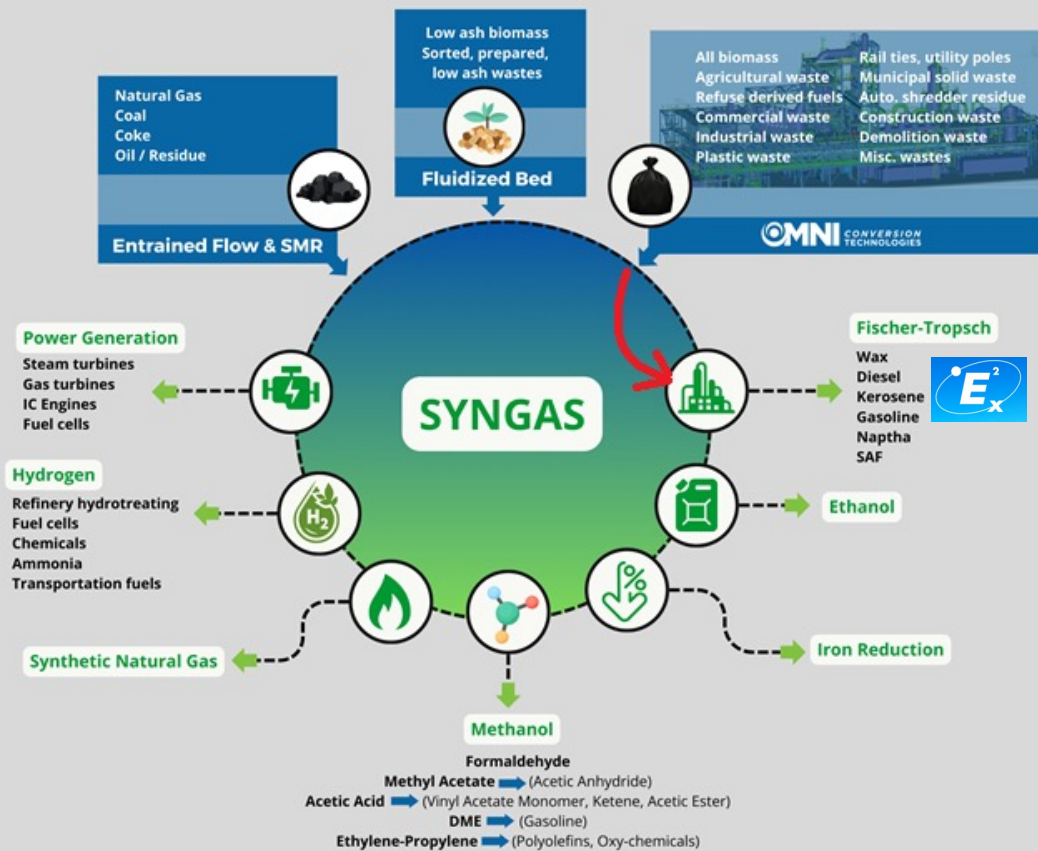 Natural Gas
Coal
Coke
Oil / Residue
Entrained Flow & SMR
Low ash biomass
Sorted, prepared,
low ash wastes
Fluidized Bed
All biomass
Agricultural waste
Refuse derived fuels
Commercial waste
Industrial waste
Plastic waste
Rail ties, utility poles
Municipal solid waste
Auto. shredder residue
Construction waste
Demolition waste
Misc. wastes
OMNI CONVERSION
TECHNOLOGIES
SYNGAS
Power Generation
Steam turbines
Gas turbines
IC Engines
Fuel cells
Hydrogen
Refinery hydrotreating
Fuel cells
Chemicals
Ammonia
Transportation fuels
H2
Synthetic Natural Gas
Methanol
Formaldehyde
Methyl Acetate (Acetic Anhydride)
Acetic Acid (Vinyl Acetate Monomer, Ketene, Acetic Ester)
DME (Gasoline)
Ethylene-Propylene (Polyolefins, Oxy-chemicals)
%
Iron Reduction
Ethanol
Fischer-Tropsch
Wax
Diesel
Kerosene
Gasoline
Naptha
SAF
E2x